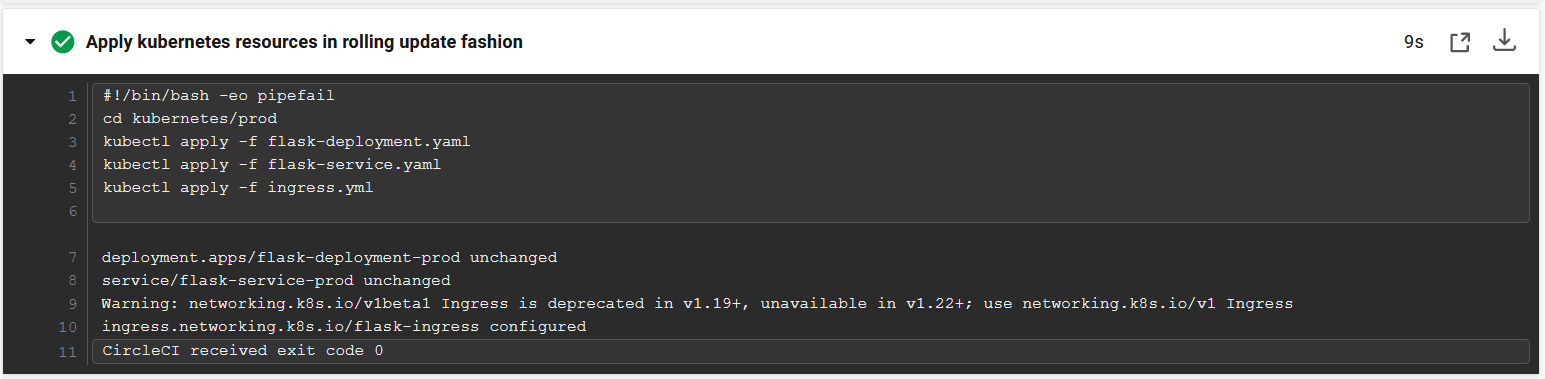 Apply kubernetes resources in rolling update fashion 9s
1 #!/bin/bash -eo pipefail
2 cd kubernetes/prod
3 kubectl apply -f flask-deployment.yaml
4 kubectl apply -f flask-service.yaml
5 kubectl apply -f ingress.yml
6
7 deployment.apps/flask-deployment-prod unchanged
8 service/flask-service-prod unchanged
9 Warning: networking.k8s.io/v1beta1 Ingress is deprecated in v1.19+, unavailable in v1.22+; use networking.k8s.io/v1 Ingress
10 ingress.networking.k8s.io/flask-ingress configured
11 CircleCI received exit code 0